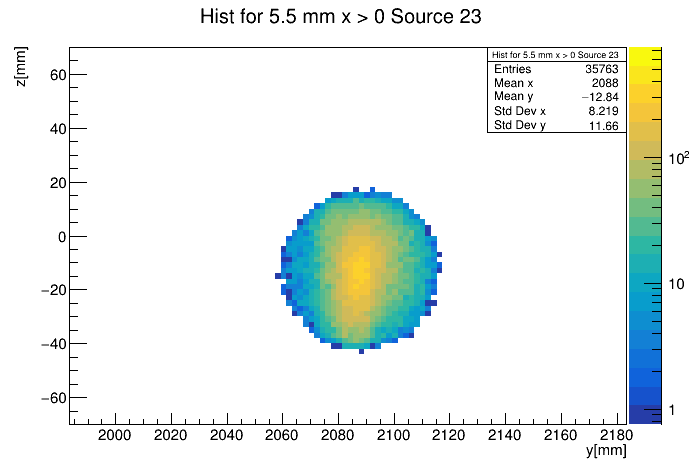 Hist for 5.5 mm x > 0 Source 23
z[mm]
Hist for 5.5 mm x > 0 Source 23
Entries 35763
Mean x 2088
Mean y −12.84
Std Dev x 8.219
Std Dev y 11.66
60
40
20
0
−20
−40
−60
10²
10
1
2000 2020 2040 2060 2080 2100 2120 2140 2160 2180
y[mm]